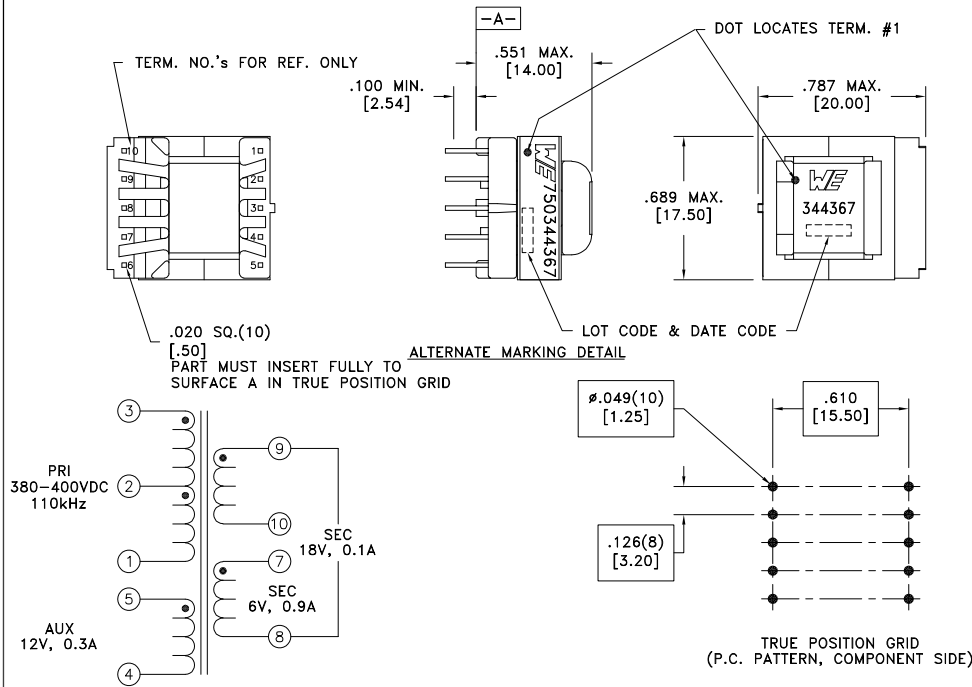 -A-
DOT LOCATES TERM. #1
TERM. NO.'s FOR REF. ONLY
.551 MAX.
[14.00]
.100 MIN.
[2.54]
.787 MAX.
[20.00]
10
9
8
7
6
1
2
3
4
5
WE 750344367
.689 MAX.
[17.50]
WE
344367
.020 SQ.(10)
[.50]
PART MUST INSERT FULLY TO
SURFACE A IN TRUE POSITION GRID
LOT CODE & DATE CODE
ALTERNATE MARKING DETAIL
3
PRI
380-400VDC
110kHz
2
1
5
AUX
12V, 0.3A
4
9
10
SEC
18V, 0.1A
7
SEC
6V, 0.9A
8
ø.049(10)
[1.25]
.610
[15.50]
.126(8)
[3.20]
TRUE POSITION GRID
(P.C. PATTERN, COMPONENT SIDE)